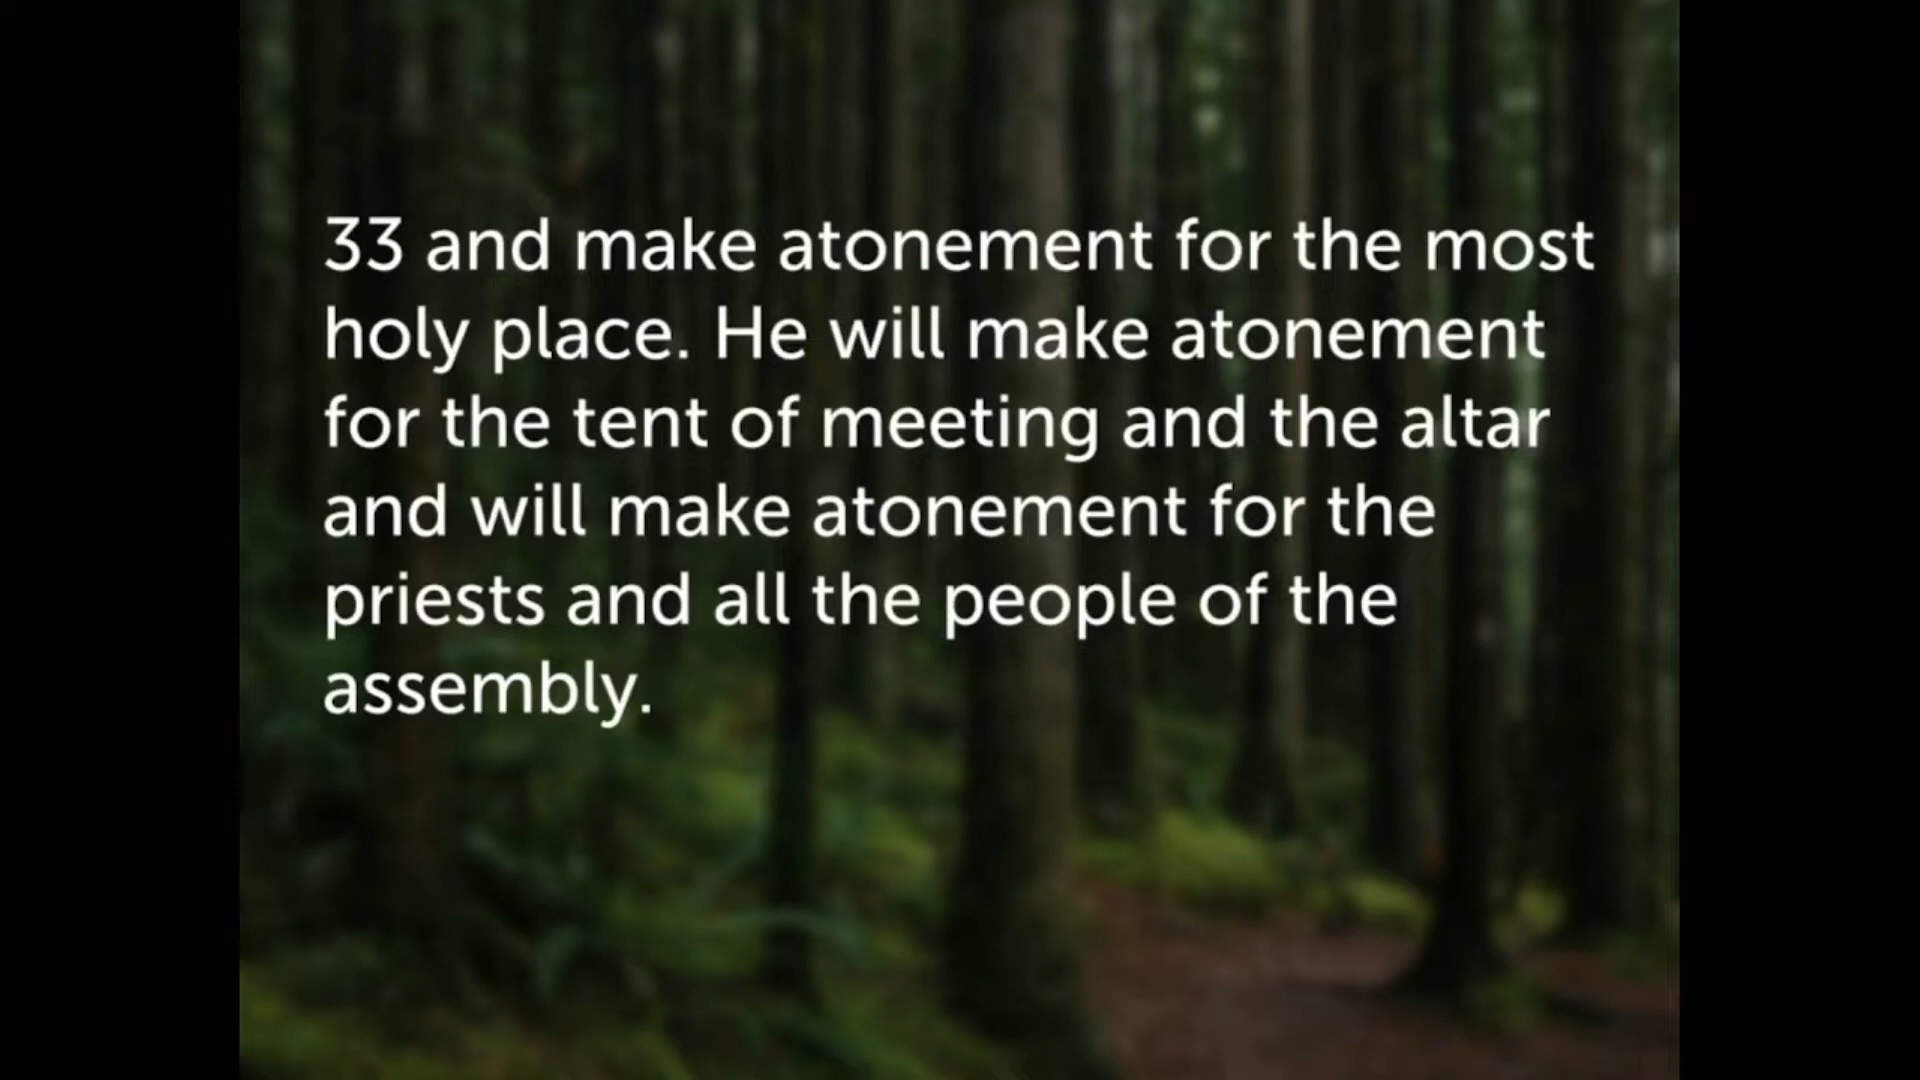 33 and make atonement for the most
holy place. He will make atonement
for the tent of meeting and the altar
and will make atonement for the
priests and all the people of the
assembly.